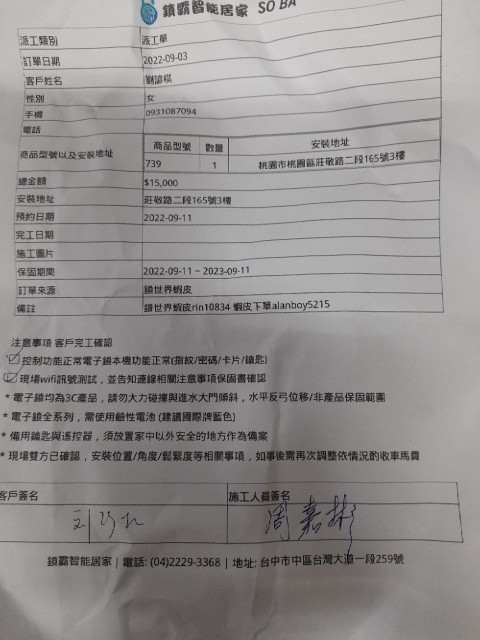 鎖霸智能居家 SO BA
派工類別 派工單
訂單日期 2022-09-03
客戶姓名 劉諺棋
性別 女
手機 0931087094
電話
商品型號以及安裝地址
商品型號 數量 安裝地址
739 1 桃園市桃園區莊敬路二段165號3樓
總金額 $15,000
安裝地址 莊敬路二段165號3樓
預約日期 2022-09-11
完工日期
施工圖片
保固期間 2022-09-11 ~ 2023-09-11
訂單來源 鎖世界蝦皮
備註 鎖世界蝦皮rin10834 蝦皮下單alanboy5215
注意事項 客戶完工確認
控制功能正常電子鎖本機功能正常(指紋/密碼/卡片/鑰匙)
現場wifi訊號測試，並告知連線相關注意事項保固書確認
* 電子鎖均為3C產品，請勿大力碰撞與進水大門傾斜，水平反弓位移/非產品保固範圍
* 電子鎖全系列，需使用鹼性電池 (建議國際牌藍色)
* 備用鑰匙與遙控器，須放置家中以外安全的地方作為備案
* 現場雙方已確認，安裝位置/角度/鬆緊度等相關事項，如事後需再次調整依情況酌收車馬費
客戶簽名 施工人員簽名
周嘉彬
鎖霸智能居家 | 電話: (04)2229-3368 | 地址: 台中市中區台灣大道一段259號